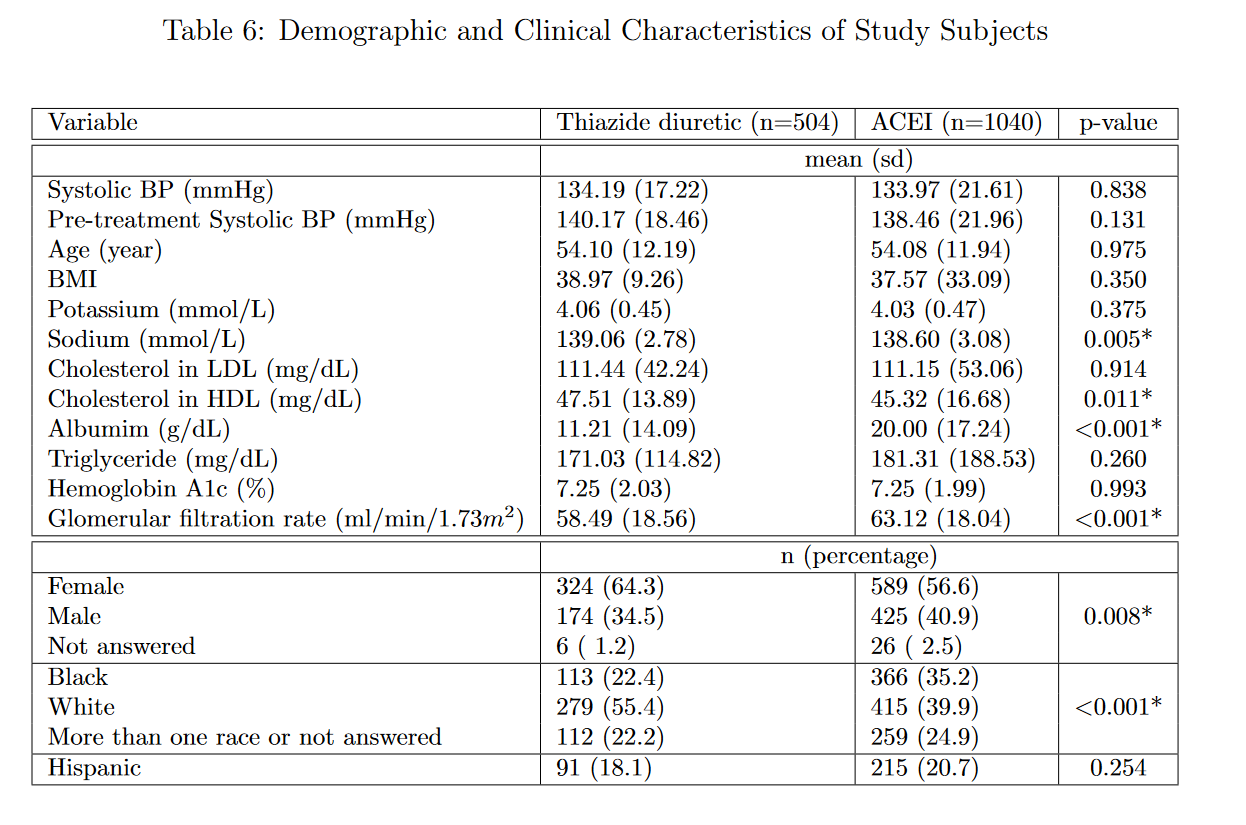 Table 6: Demographic and Clinical Characteristics of Study Subjects
Variable Thiazide diuretic (n=504) ACEI (n=1040) p-value
mean (sd)
Systolic BP (mmHg) 134.19 (17.22) 133.97 (21.61) 0.838
Pre-treatment Systolic BP (mmHg) 140.17 (18.46) 138.46 (21.96) 0.131
Age (year) 54.10 (12.19) 54.08 (11.94) 0.975
BMI 38.97 (9.26) 37.57 (33.09) 0.350
Potassium (mmol/L) 4.06 (0.45) 4.03 (0.47) 0.375
Sodium (mmol/L) 139.06 (2.78) 138.60 (3.08) 0.005*
Cholesterol in LDL (mg/dL) 111.44 (42.24) 111.15 (53.06) 0.914
Cholesterol in HDL (mg/dL) 47.51 (13.89) 45.32 (16.68) 0.011*
Albumim (g/dL) 11.21 (14.09) 20.00 (17.24) <0.001*
Triglyceride (mg/dL) 171.03 (114.82) 181.31 (188.53) 0.260
Hemoglobin A1c (%) 7.25 (2.03) 7.25 (1.99) 0.993
Glomerular filtration rate (ml/min/1.73m²) 58.49 (18.56) 63.12 (18.04) <0.001*
n (percentage)
Female 324 (64.3) 589 (56.6)
Male 174 (34.5) 425 (40.9) 0.008*
Not answered 6 ( 1.2) 26 ( 2.5)
Black 113 (22.4) 366 (35.2)
White 279 (55.4) 415 (39.9) <0.001*
More than one race or not answered 112 (22.2) 259 (24.9)
Hispanic 91 (18.1) 215 (20.7) 0.254